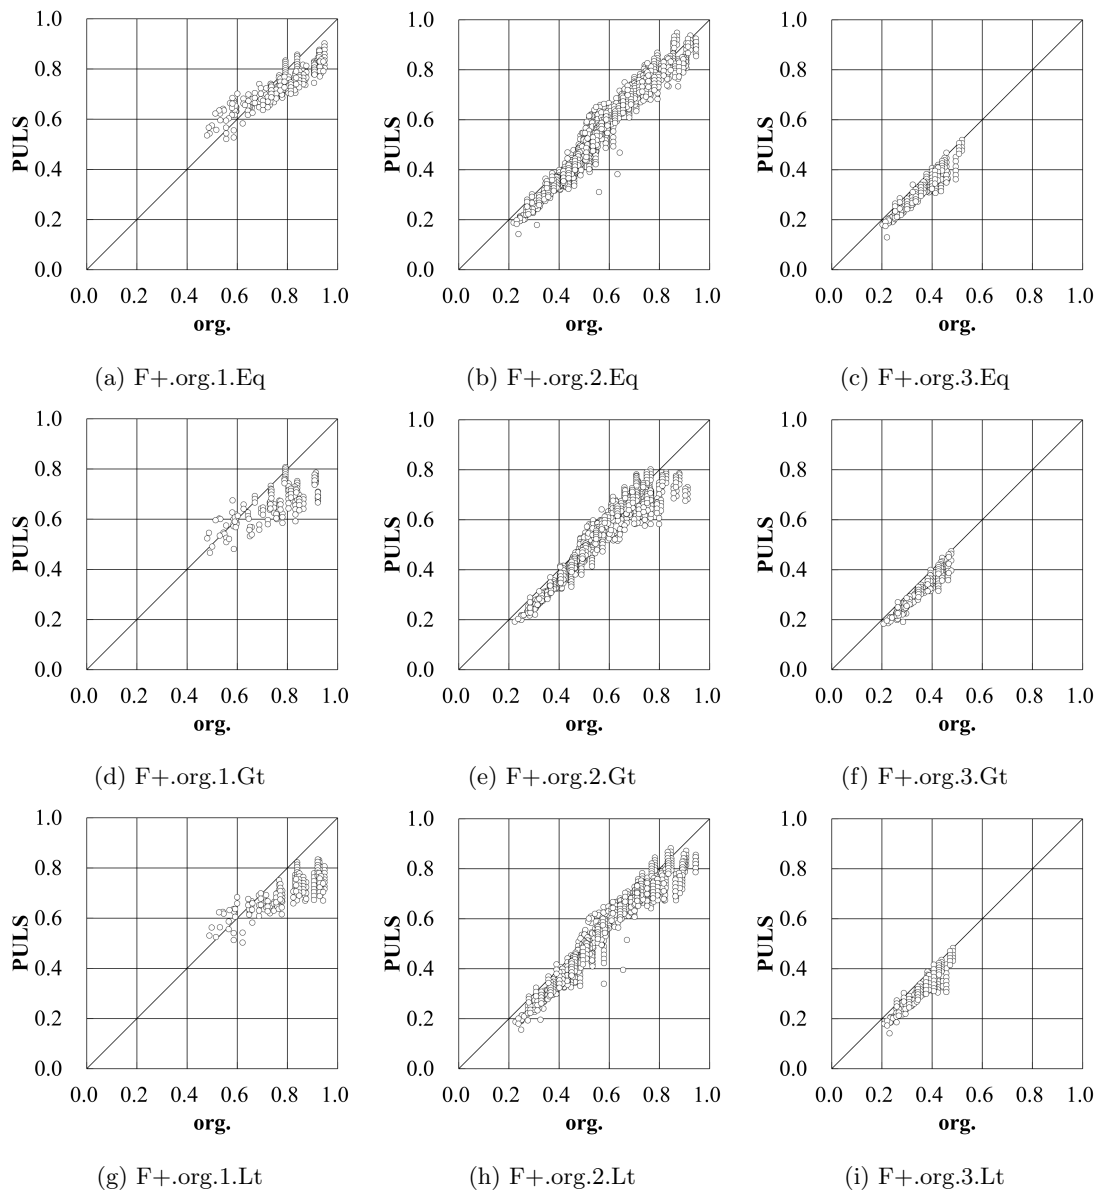 1.0 1.0 1.0
0.8 0.8 0.8
0.6 0.6 0.6
PULS PULS PULS
0.4 0.4 0.4
0.2 0.2 0.2
0.0 0.0 0.0
0.0 0.2 0.4 0.6 0.8 1.0 0.0 0.2 0.4 0.6 0.8 1.0 0.0 0.2 0.4 0.6 0.8 1.0
org. org. org.
(a) F+.org.1.Eq (b) F+.org.2.Eq (c) F+.org.3.Eq
1.0 1.0 1.0
0.8 0.8 0.8
0.6 0.6 0.6
PULS PULS PULS
0.4 0.4 0.4
0.2 0.2 0.2
0.0 0.0 0.0
0.0 0.2 0.4 0.6 0.8 1.0 0.0 0.2 0.4 0.6 0.8 1.0 0.0 0.2 0.4 0.6 0.8 1.0
org. org. org.
(d) F+.org.1.Gt (e) F+.org.2.Gt (f) F+.org.3.Gt
1.0 1.0 1.0
0.8 0.8 0.8
0.6 0.6 0.6
PULS PULS PULS
0.4 0.4 0.4
0.2 0.2 0.2
0.0 0.0 0.0
0.0 0.2 0.4 0.6 0.8 1.0 0.0 0.2 0.4 0.6 0.8 1.0 0.0 0.2 0.4 0.6 0.8 1.0
org. org. org.
(g) F+.org.1.Lt (h) F+.org.2.Lt (i) F+.org.3.Lt